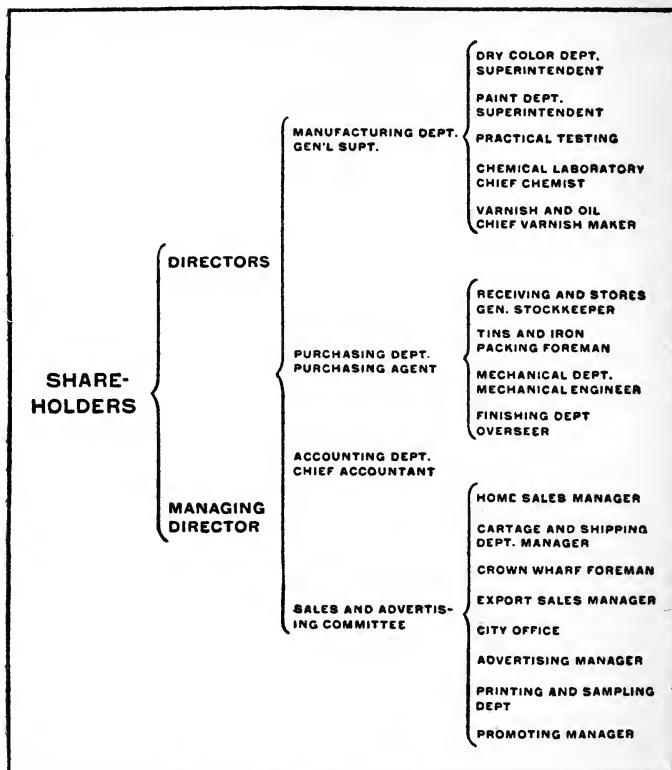 SHARE-
HOLDERS
DIRECTORS
MANAGING
DIRECTOR
MANUFACTURING DEPT.
GEN'L SUPT.
PURCHASING DEPT.
PURCHASING AGENT
ACCOUNTING DEPT.
CHIEF ACCOUNTANT
SALES AND ADVERTIS-
ING COMMITTEE
DRY COLOR DEPT.
SUPERINTENDENT
PAINT DEPT.
SUPERINTENDENT
PRACTICAL TESTING
CHEMICAL LABORATORY
CHIEF CHEMIST
VARNISH AND OIL
CHIEF VARNISH MAKER
RECEIVING AND STORES
GEN. STOCKKEEPER
TINS AND IRON
PACKING FOREMAN
MECHANICAL DEPT.
MECHANICAL ENGINEER
FINISHING DEPT
OVERSEER
HOME SALES MANAGER
CARTAGE AND SHIPPING
DEPT. MANAGER
CROWN WHARF FOREMAN
EXPORT SALES MANAGER
CITY OFFICE
ADVERTISING MANAGER
PRINTING AND SAMPLING
DEPT
PROMOTING MANAGER